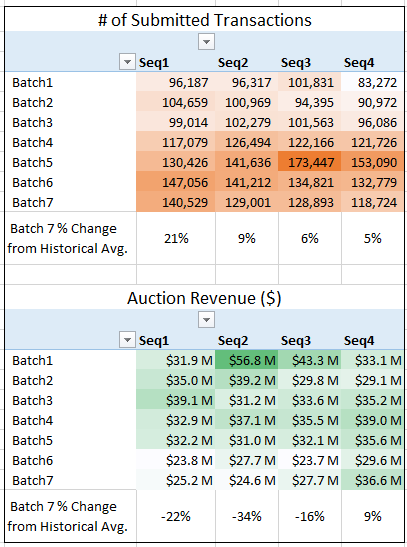 # of Submitted Transactions
Seq1 Seq2 Seq3 Seq4
Batch1 96,187 96,317 101,831 83,272
Batch2 104,659 100,969 94,395 90,972
Batch3 99,014 102,279 101,563 96,086
Batch4 117,079 126,494 122,166 121,726
Batch5 130,426 141,636 173,447 153,090
Batch6 147,056 141,212 134,821 132,779
Batch7 140,529 129,001 128,893 118,724
Batch 7 % Change
from Historical Avg. 21% 9% 6% 5%
Auction Revenue ($)
Seq1 Seq2 Seq3 Seq4
Batch1 $31.9 M $56.8 M $43.3 M $33.1 M
Batch2 $35.0 M $39.2 M $29.8 M $29.1 M
Batch3 $39.1 M $31.2 M $33.6 M $35.2 M
Batch4 $32.9 M $37.1 M $35.5 M $39.0 M
Batch5 $32.2 M $31.0 M $32.1 M $35.6 M
Batch6 $23.8 M $27.7 M $23.7 M $29.6 M
Batch7 $25.2 M $24.6 M $27.7 M $36.6 M
Batch 7 % Change
from Historical Avg. -22% -34% -16% 9%